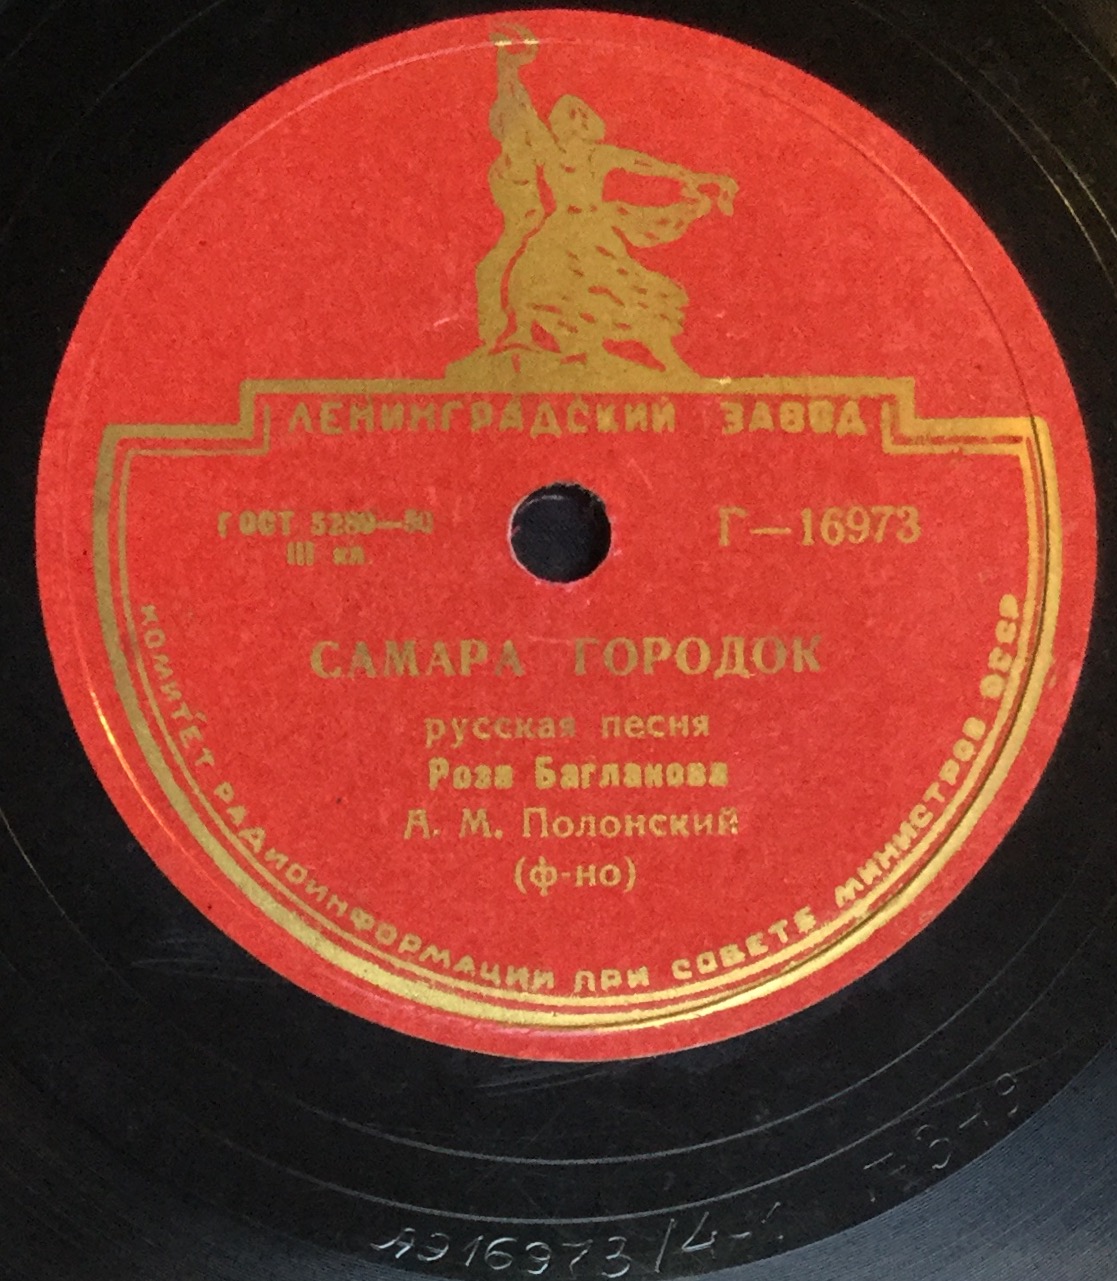 ЛЕНИНГРАДСКИЙ ЗАВОД
ГОСТ 5289—50
III кл.
Г—16973
САМАРА ГОРОДОК
русская песня
Роза Багланова
А. М. Полонский
(ф-но)
КОМИТЕТ РАДИОИНФОРМАЦИИ ПРИ СОВЕТЕ МИНИСТРОВ СССР
16973/4-1